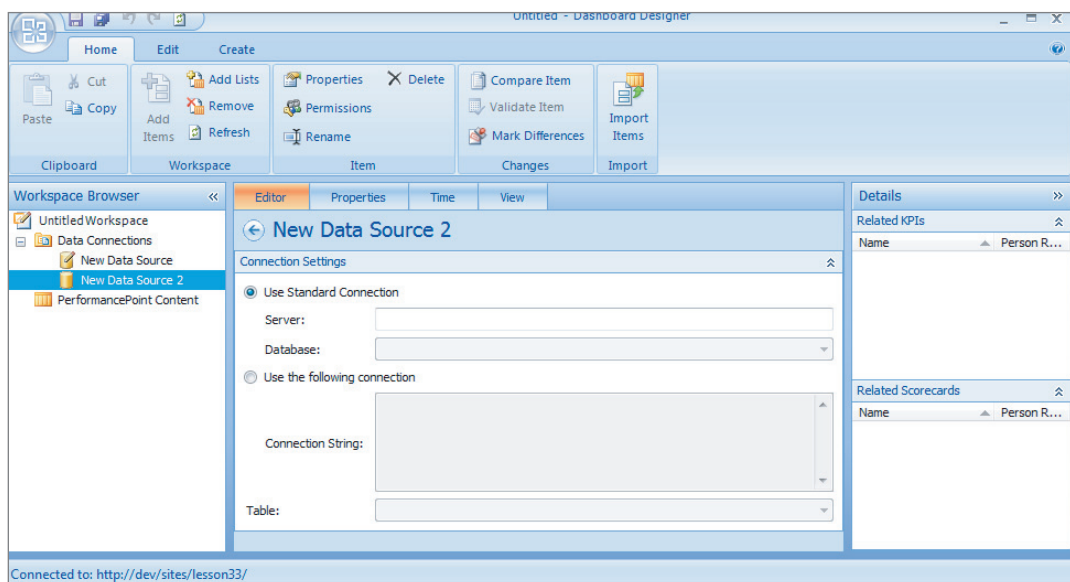 Untitled - Dashboard Designer
Home Edit Create
Paste
Cut
Copy
Clipboard
Add Items
Add Lists
Remove
Refresh
Workspace
Properties
Permissions
Rename
Delete
Item
Compare Item
Validate Item
Mark Differences
Changes
Import Items
Import
Workspace Browser
Untitled Workspace
Data Connections
New Data Source
New Data Source 2
PerformancePoint Content
Editor Properties Time View
New Data Source 2
Connection Settings
Use Standard Connection
Server:
Database:
Use the following connection
Connection String:
Table:
Details
Related KPIs
Name Person R...
Related Scorecards
Name Person R...
Connected to: http://dev/sites/lesson33/